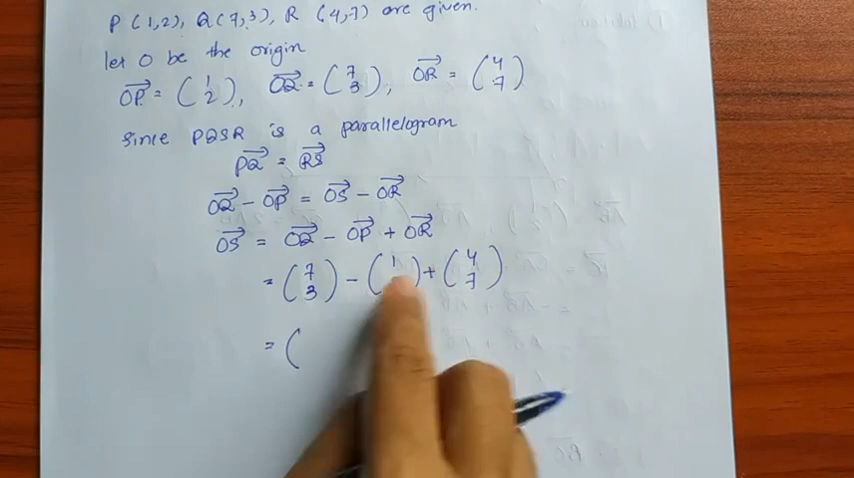 P (1,2), Q(7,3), R (4,7) are given.
let O be the origin
OP→ = (1 2), OQ→ = (7 3), OR→ = (4 7)
Since PQSR is a parallelogram
PQ→ = RS→
OQ→ - OP→ = OS→ - OR→
OS→ = OQ→ - OP→ + OR→
= (7 3) - (1 ) + (4 7)
= (